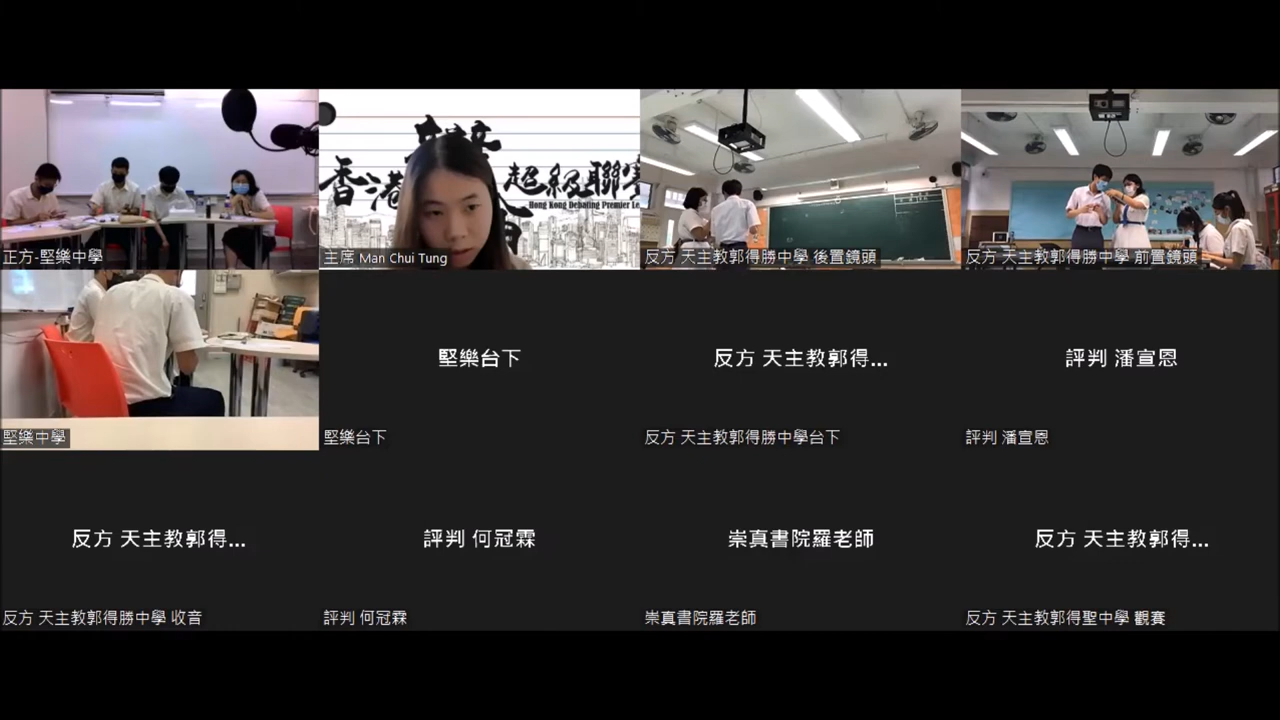 正方-堅樂中學
香港
超級聯賽
Hong Kong Debating Premier Le
主席 Man Chui Tung
反方 天主教郭得勝中學 後置鏡頭
反方 天主教郭得勝中學 前置鏡頭
堅樂中學
堅樂台下
堅樂台下
反方 天主教郭得...
反方 天主教郭得勝中學台下
評判 潘宣恩
評判 潘宣恩
反方 天主教郭得...
反方 天主教郭得勝中學 收音
評判 何冠霖
評判 何冠霖
崇真書院羅老師
崇真書院羅老師
反方 天主教郭得...
反方 天主教郭得聖中學 觀賽